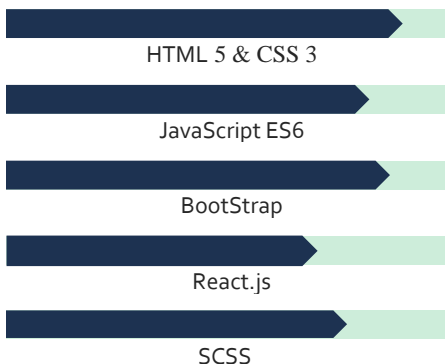 HTML 5 & CSS 3
JavaScript ES6
BootStrap
React.js
SCSS